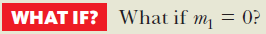 WHAT IF? What if m₁ = 0?